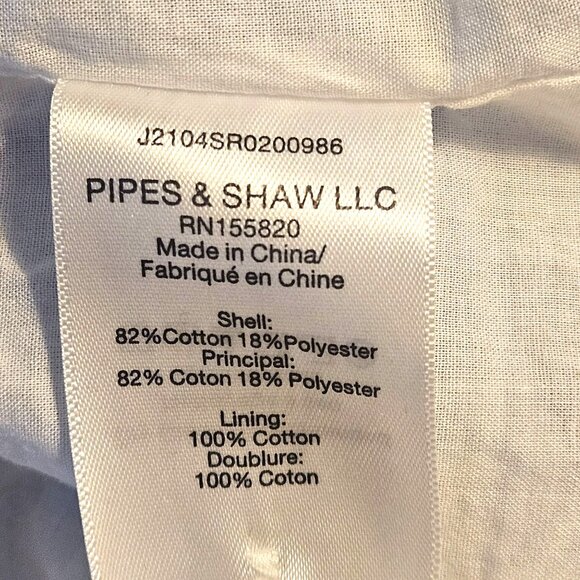 J2104SR0200986
PIPES & SHAW LLC
RN155820
Made in China/
Fabriqué en Chine
Shell:
82%Cotton 18%Polyester
Principal:
82% Coton 18% Polyester
Lining:
100% Cotton
Doublure:
100% Coton